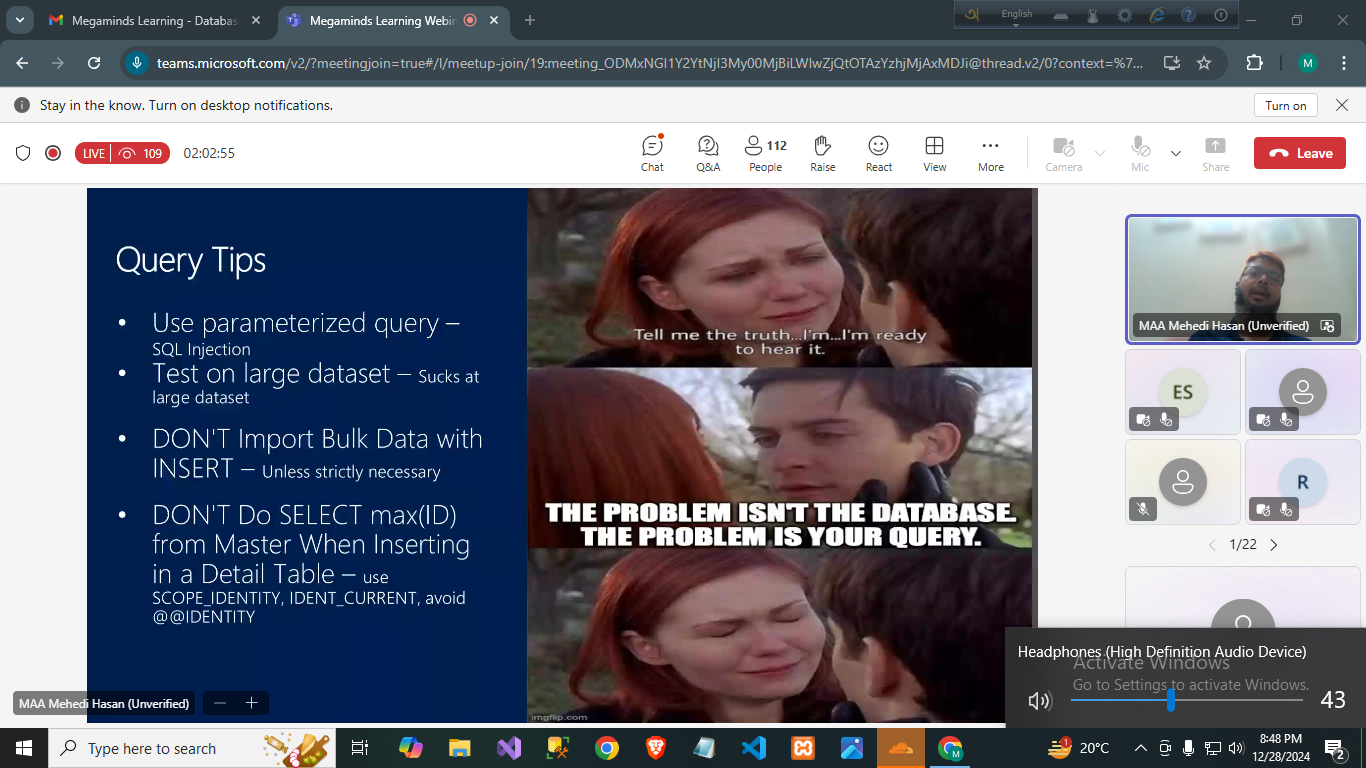 Megaminds Learning - Databas
Megaminds Learning Webin
English
teams.microsoft.com/v2/?meetingjoin=true#/l/meetup-join/19:meeting_ODMxNGI1Y2YtNjI3My00MjBiLWIwZjQtOTAzYzhjMjAxMDJi@thread.v2/0?context=%7...
M
Stay in the know. Turn on desktop notifications.
Turn on
LIVE 109
02:02:55
112
Chat
Q&A
People
Raise
React
View
More
Camera
Mic
Share
Leave
Query Tips
• Use parameterized query –
SQL Injection
• Test on large dataset – Sucks at
large dataset
• DON'T Import Bulk Data with
INSERT – Unless strictly necessary
• DON'T Do SELECT max(ID)
from Master When Inserting
in a Detail Table – use
SCOPE_IDENTITY, IDENT_CURRENT, avoid
@@IDENTITY
Tell me the truth...I'm...I'm ready
to hear it.
THE PROBLEM ISN'T THE DATABASE.
THE PROBLEM IS YOUR QUERY.
imgflip.com
MAA Mehedi Hasan (Unverified)
ES
R
1/22
Headphones (High Definition Audio Device)
Activate Windows
Go to Settings to activate Windows.
43
MAA Mehedi Hasan (Unverified)
Type here to search
M
1
20°C
8:48 PM
12/28/2024
2